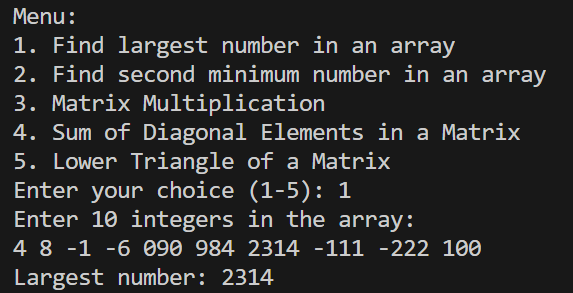 Menu:
1. Find largest number in an array
2. Find second minimum number in an array
3. Matrix Multiplication
4. Sum of Diagonal Elements in a Matrix
5. Lower Triangle of a Matrix
Enter your choice (1-5): 1
Enter 10 integers in the array:
4 8 -1 -6 090 984 2314 -111 -222 100
Largest number: 2314